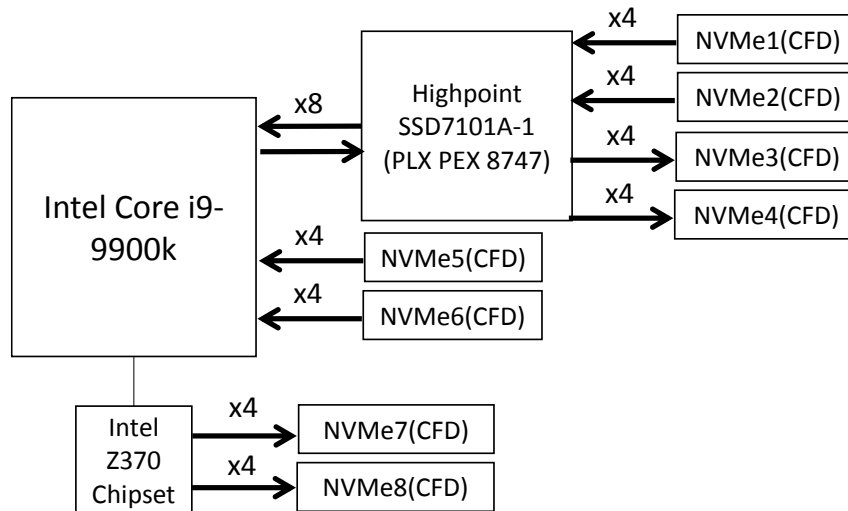 x4
NVMe1(CFD)
x4
NVMe2(CFD)
Highpoint
SSD7101A-1
(PLX PEX 8747)
x8
x4
NVMe3(CFD)
x4
NVMe4(CFD)
Intel Core i9-
9900k
x4
NVMe5(CFD)
x4
NVMe6(CFD)
Intel
Z370
Chipset
x4
NVMe7(CFD)
x4
NVMe8(CFD)